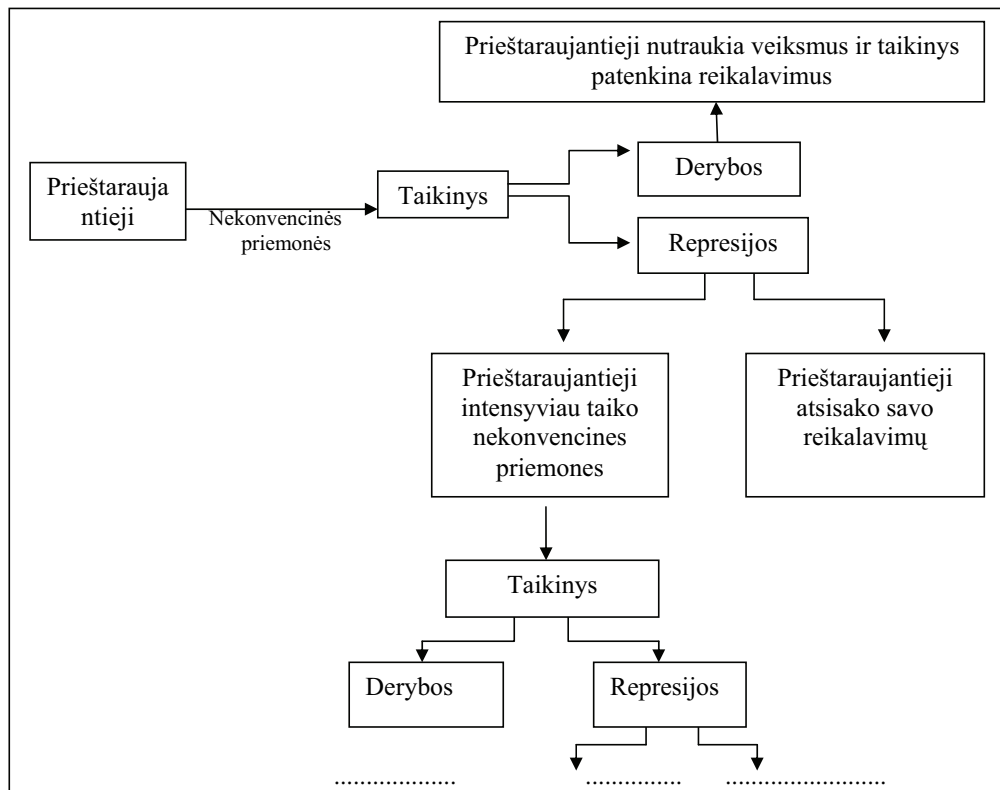 Prieštaraujantieji nutraukia veiksmus ir taikinys
patenkina reikalavimus
Derybos
Prieštarauja
ntieji
Nekonvencinės
priemonės
Taikinys
Represijos
Prieštaraujantieji
intensyviau taiko
nekonvencines
priemones
Prieštaraujantieji
atsisako savo
reikalavimų
Taikinys
Derybos
Represijos
.................. ............... ........................